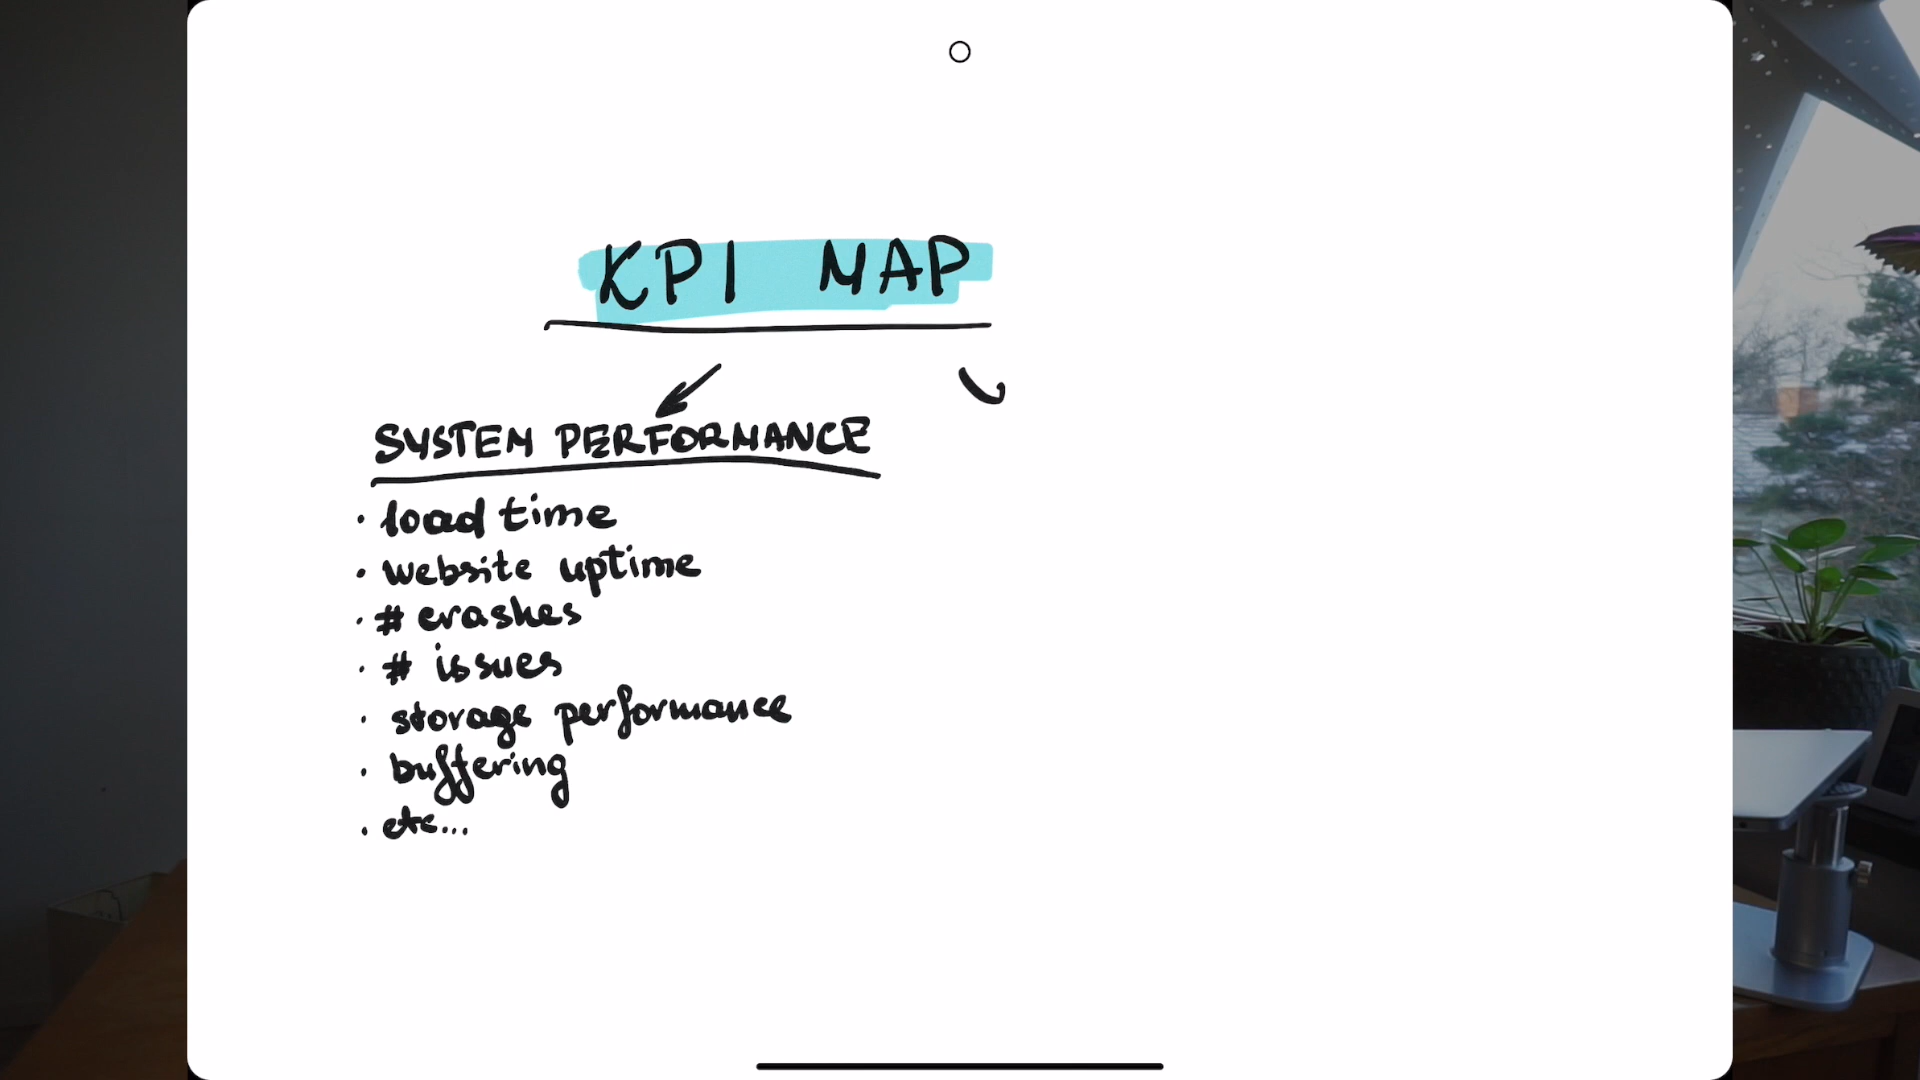 KPI MAP
SYSTEM PERFORMANCE
· load time
· website uptime
· # crashes
· # issues
· storage performance
· buffering
· etc...